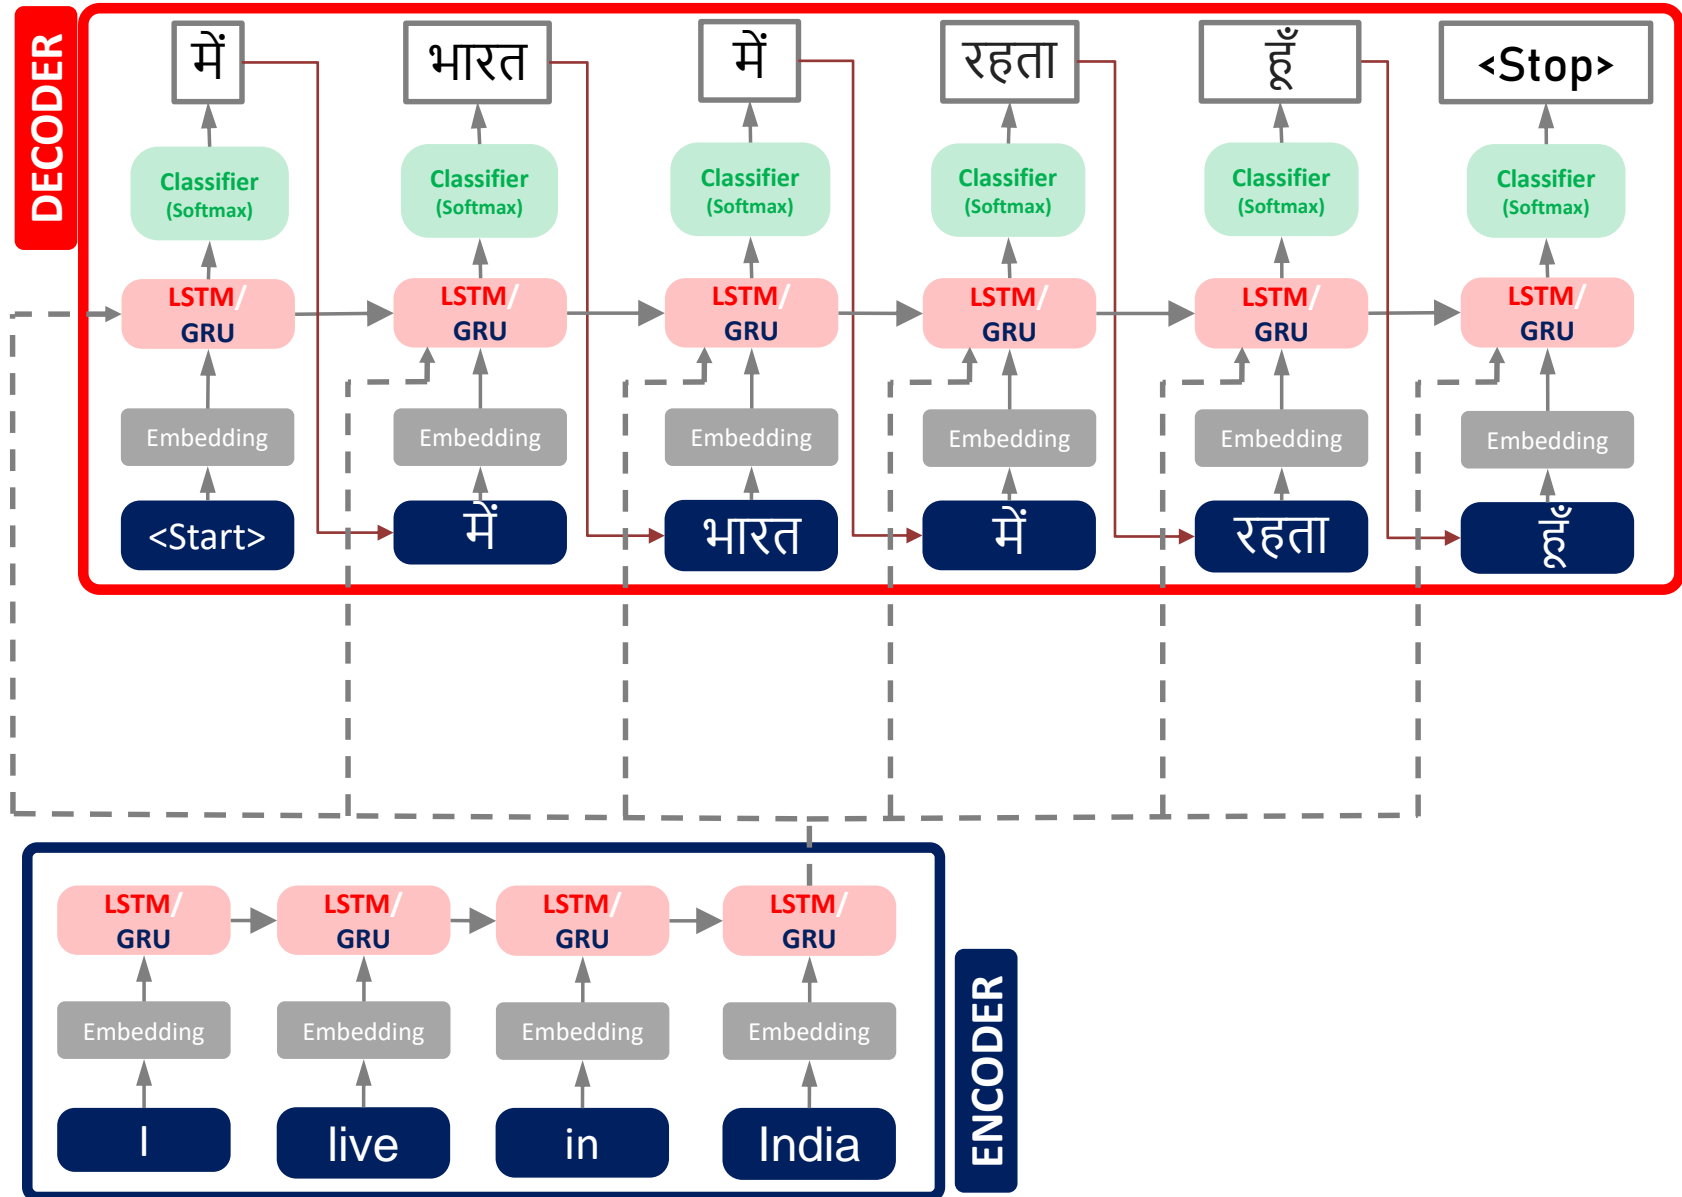 DECODER
में भारत में रहता हूँ <Stop>
Classifier Classifier Classifier Classifier Classifier Classifier
(Softmax) (Softmax) (Softmax) (Softmax) (Softmax) (Softmax)
LSTM/ LSTM/ LSTM/ LSTM/ LSTM/ LSTM/
GRU GRU GRU GRU GRU GRU
Embedding Embedding Embedding Embedding Embedding Embedding
<Start> में भारत में रहता हूँ
LSTM/ LSTM/ LSTM/ LSTM/
GRU GRU GRU GRU
Embedding Embedding Embedding Embedding
I live in India
ENCODER